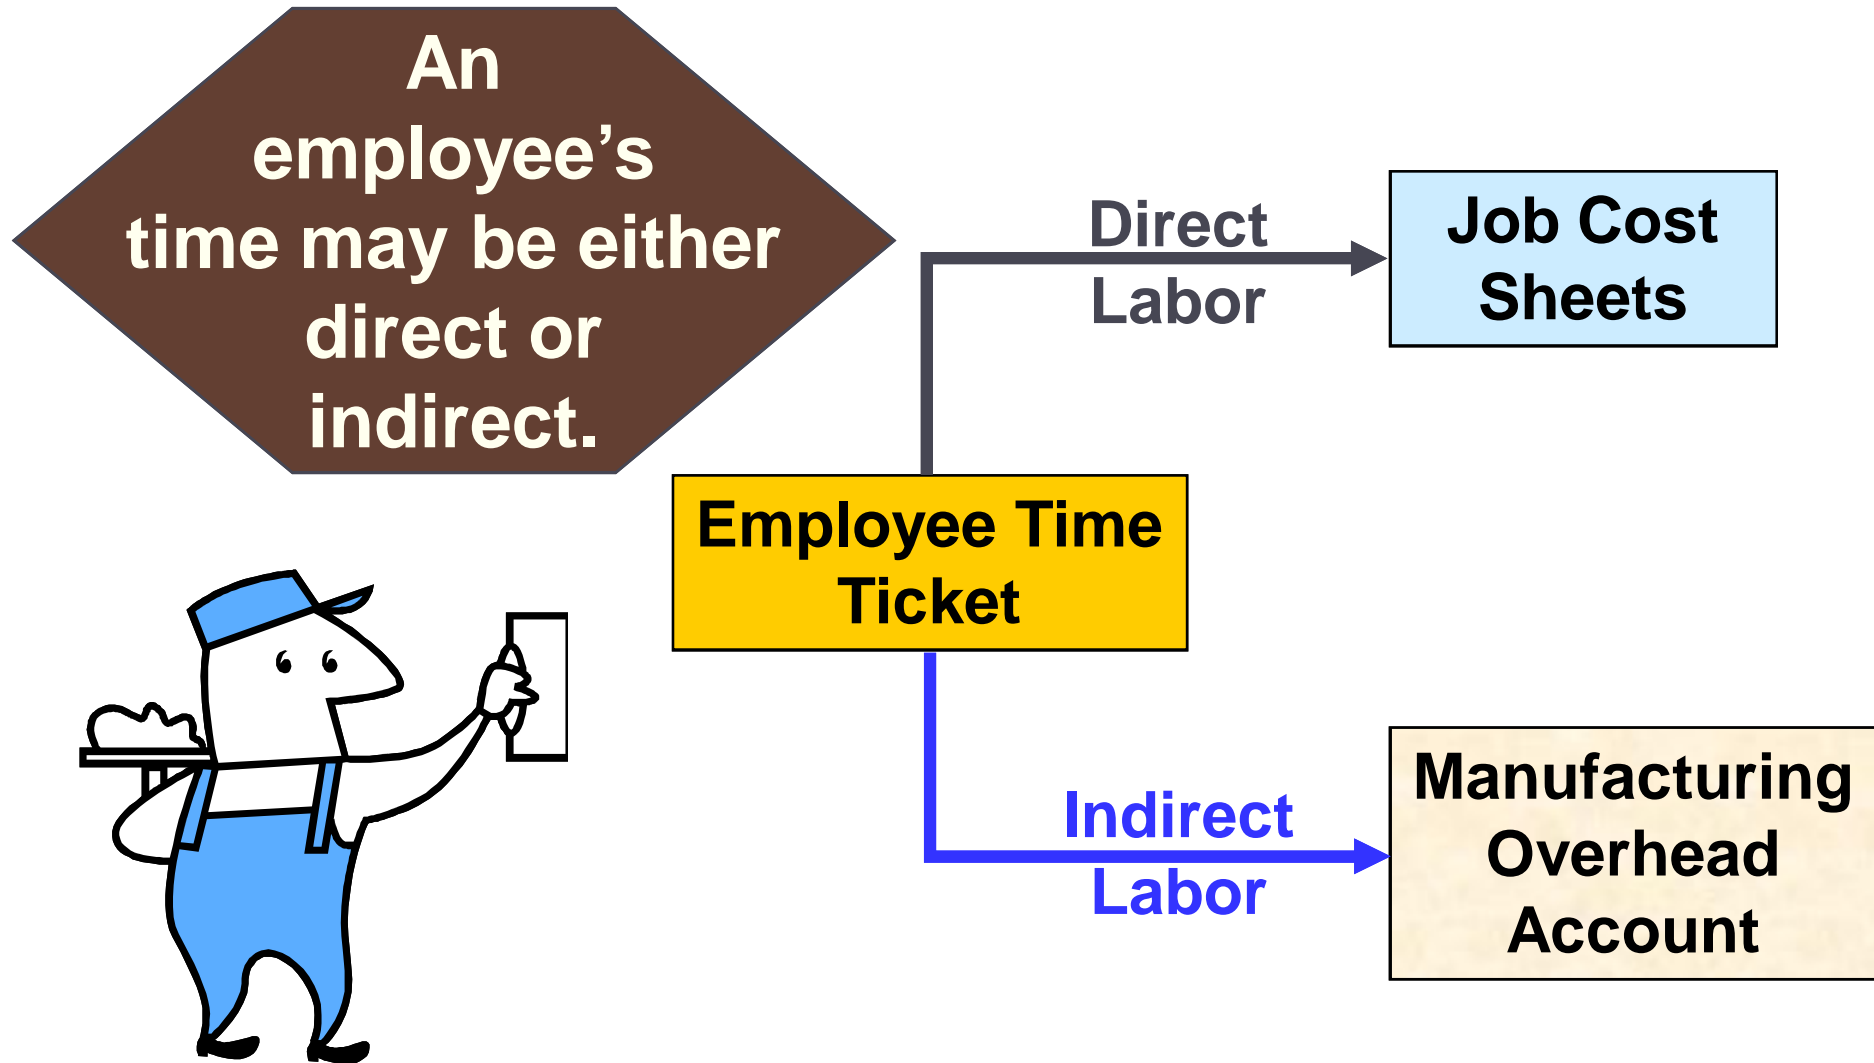 An
employee’s
time may be either
direct or
indirect.
Direct
Labor
Job Cost
Sheets
Employee Time
Ticket
Indirect
Labor
Manufacturing
Overhead
Account